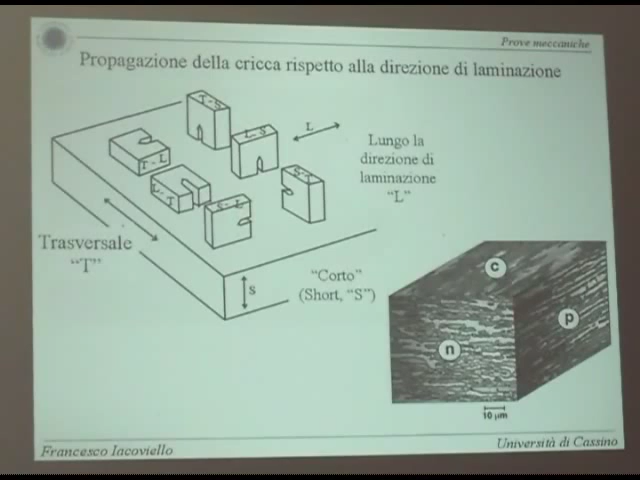 Prove meccaniche
Propagazione della cricca rispetto alla direzione di laminazione
T-S
L-S
L
Lungo la
direzione di
laminazione
"L"
T-L
L-T
S-L
Trasversale
"T"
S
"Corto"
(Short, "S")
c
n
p
10 µm
Francesco Iacoviello
Università di Cassino